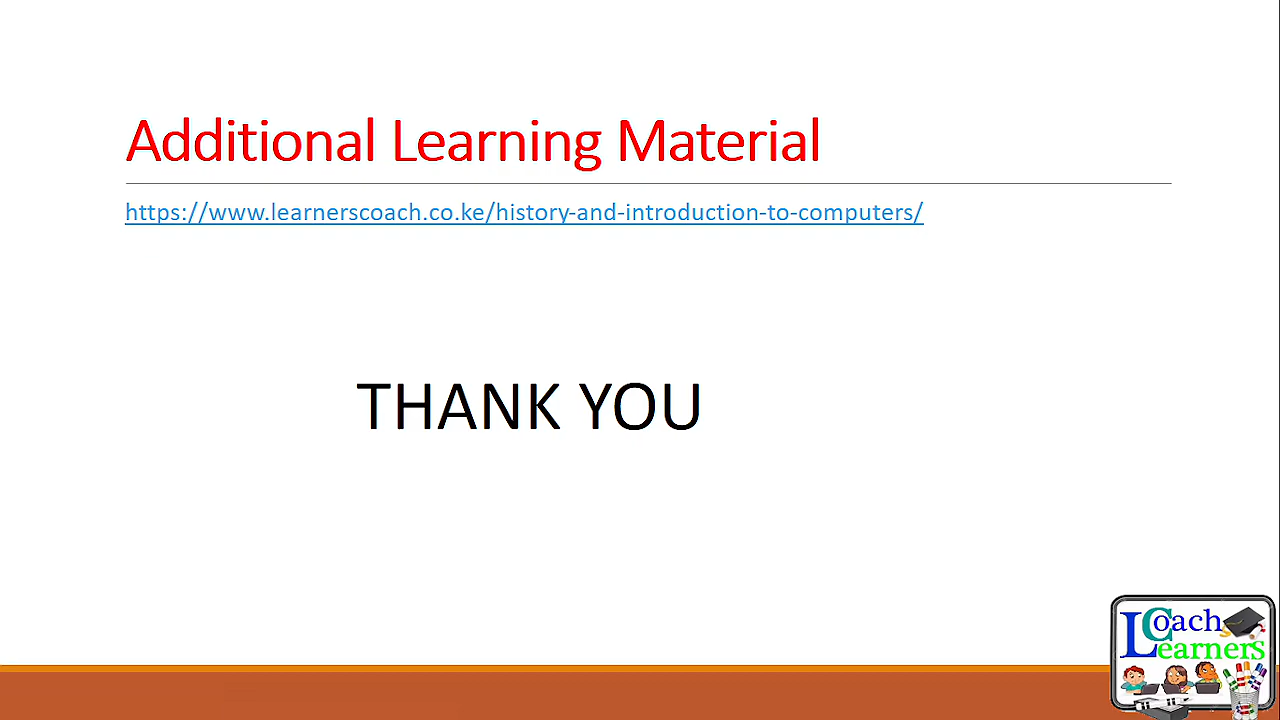 Additional Learning Material
https://www.learnerscoach.co.ke/history-and-introduction-to-computers/
THANK YOU
Coach
Learners